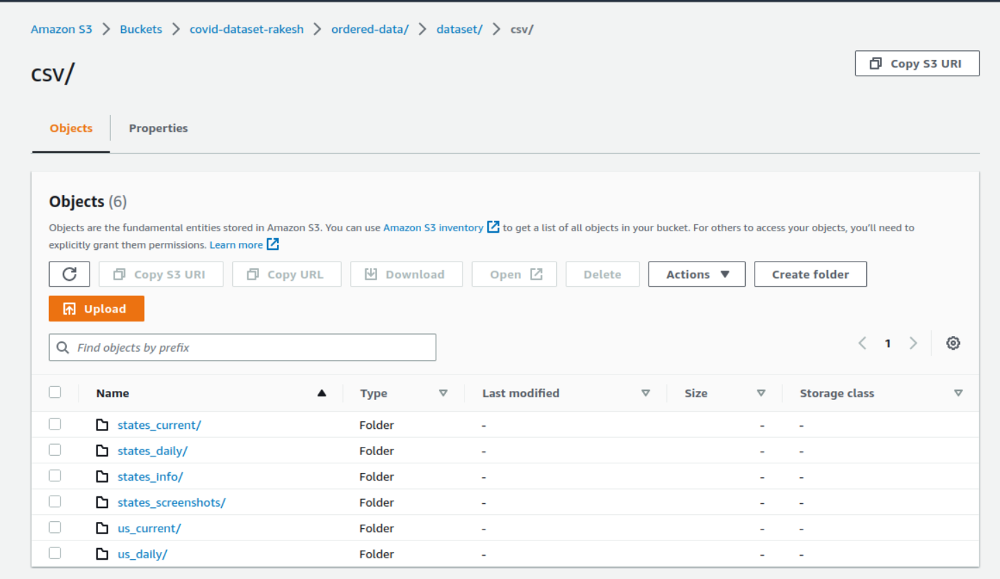 Amazon S3 > Buckets > covid-dataset-rakesh > ordered-data/ > dataset/ > csv/
csv/
Copy S3 URI
Objects
Properties
Objects (6)
Objects are the fundamental entities stored in Amazon S3. You can use Amazon S3 inventory to get a list of all objects in your bucket. For others to access your objects, you'll need to
explicitly grant them permissions. Learn more
Copy S3 URI
Copy URL
Download
Open
Delete
Actions
Create folder
Upload
Find objects by prefix
1
Name Type Last modified Size Storage class
states_current/ Folder - - -
states_daily/ Folder - - -
states_info/ Folder - - -
states_screenshots/ Folder - - -
us_current/ Folder - - -
us_daily/ Folder - - -